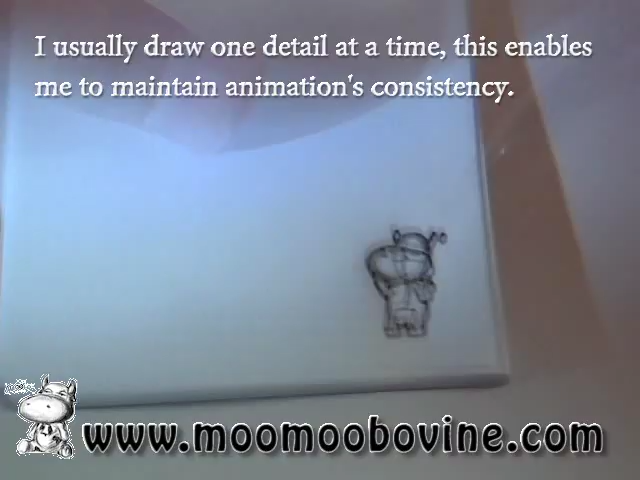 I usually draw one detail at a time, this enables
me to maintain animation's consistency.
www.moomoobovine.com